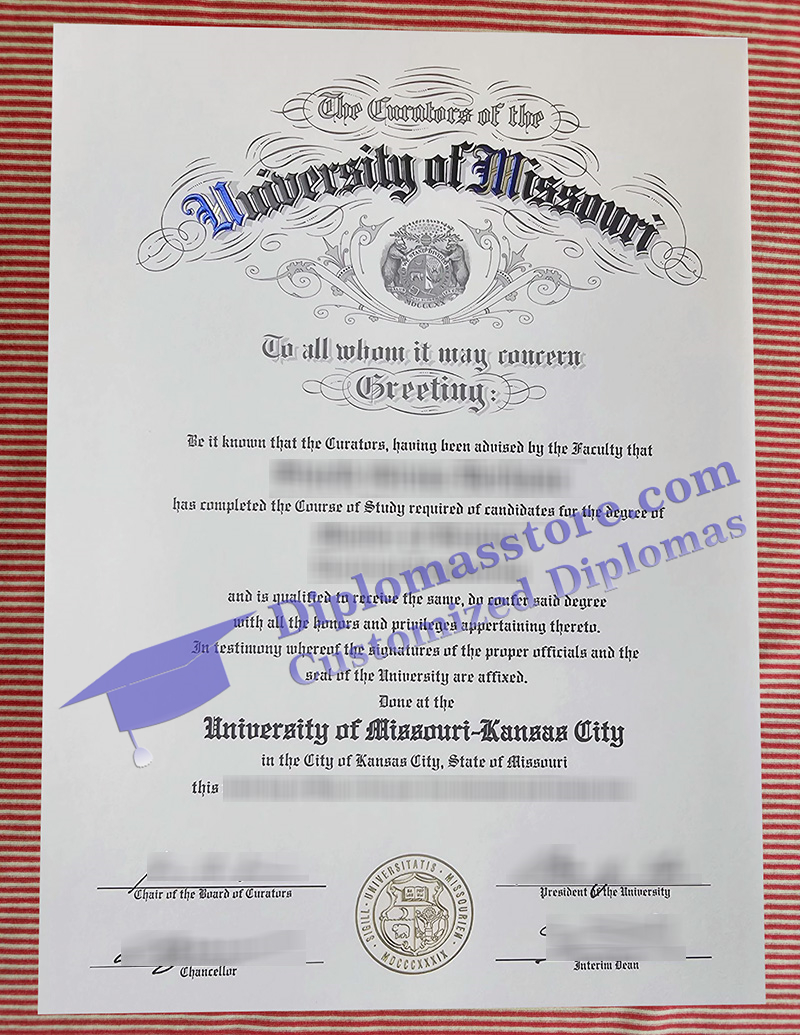 The Curators of the
University of Missouri
MDCCCXX
To all whom it may concern
Greeting:
Be it known that the Curators, having been advised by the Faculty that
has completed the Course of Study required of candidates for the degree of
and is qualified to receive the same, do confer said degree
with all the honors and privileges appertaining thereto.
In testimony whereof the signatures of the proper officials and the
seal of the University are affixed.
Diplomasstore.com
Customized Diplomas
Done at the
University of Missouri-Kansas City
in the City of Kansas City, State of Missouri
this
Chair of the Board of Curators
President of the University
SIGILL · UNIVERSITATIS · MISSOURIEN ·
MDCCCXXXIX
Chancellor
Interim Dean